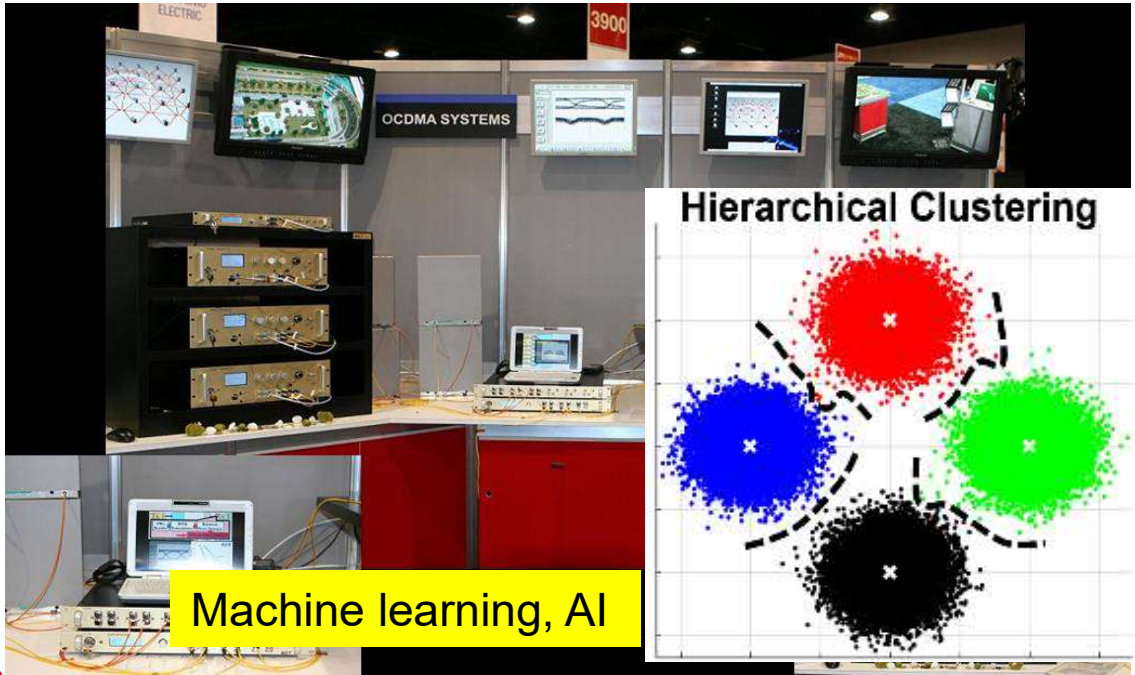 ELECTRIC
3900
OCDMA SYSTEMS
Hierarchical Clustering
Machine learning, AI